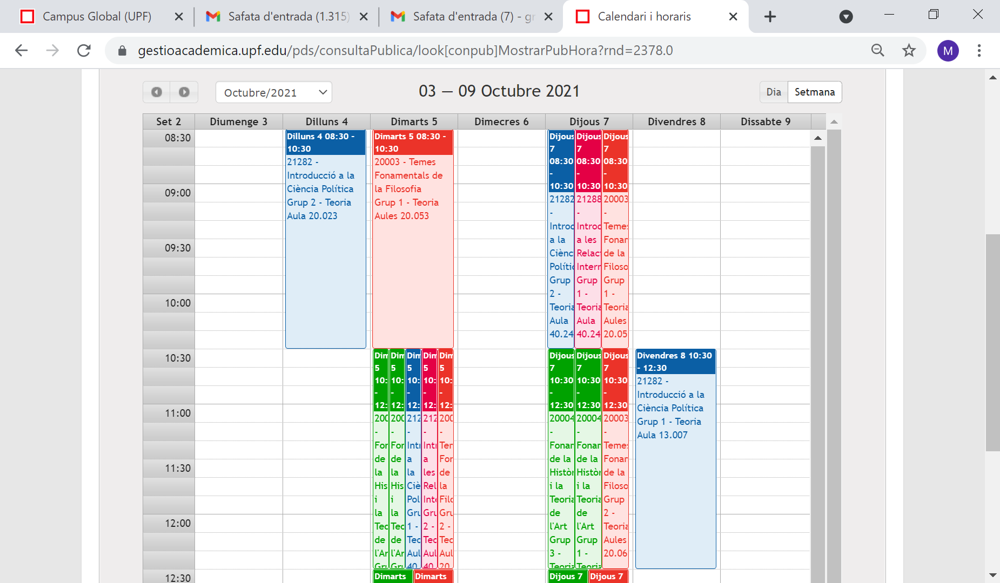 Campus Global (UPF)
Safata d'entrada (1.315)
Safata d'entrada (7) - gr
Calendari i horaris
gestioacademica.upf.edu/pds/consultaPublica/look[conpub]MostrarPubHora?rnd=2378.0
M
Octubre/2021
03 — 09 Octubre 2021
Dia
Setmana
Set 2
Diumenge 3
Dilluns 4
Dimarts 5
Dimecres 6
Dijous 7
Divendres 8
Dissabte 9
08:30
09:00
09:30
10:00
10:30
11:00
11:30
12:00
12:30
Dilluns 4 08:30 -
10:30
21282 -
Introducció a la
Ciència Política
Grup 2 - Teoria
Aula 20.023
Dimarts 5 08:30 -
10:30
20003 - Temes
Fonamentals de
la Filosofia
Grup 1 - Teoria
Aules 20.053
Dim
5
10:
-
12:
200
-
For
de
la
His
i
la
Tec
de
l'Ar
Gru
Dim
5
10:
-
12:
200
-
For
de
la
His
i
la
Tec
de
l'Ar
Gru
Dim
5
10:
-
12:
212
-
Intr
a
la
Ciè
Pol
Gru
1 -
Tec
Aul
40
Dim
5
10:
-
12:
212
-
Intr
a
les
Rel
Inte
Gru
2 -
Tec
Aul
40
Dim
5
10:
-
12:
200
-
Ter
For
de
la
Filo
Gru
2 -
Tec
Aul
20
Dimarts
Dimarts
Dijous
7
08:30
-
10:30
21282
-
Introc
a la
Ciènc
Polític
Grup
2 -
Teoria
Aula
40.24
Dijous
7
08:30
-
10:30
21288
-
Introc
a les
Relac
Intern
Grup
1 -
Teoria
Aula
40.24
Dijous
7
08:30
-
10:30
20003
-
Temes
Fonar
de la
Filoso
Grup
1 -
Teoria
Aules
20.05
Dijous
7
10:30
-
12:30
20004
-
Fonar
de la
Històr
i la
Teoria
de
l'Art
Grup
3 -
Teoria
Dijous
7
10:30
-
12:30
20004
-
Fonar
de la
Històr
i la
Teoria
de
l'Art
Grup
1 -
Teoria
Dijous
7
10:30
-
12:30
20003
-
Temes
Fonar
de la
Filoso
Grup
2 -
Teoria
Aules
20.06
Dijous 7
Dijous 7
Divendres 8 10:30
- 12:30
21282 -
Introducció a la
Ciència Política
Grup 1 - Teoria
Aula 13.007